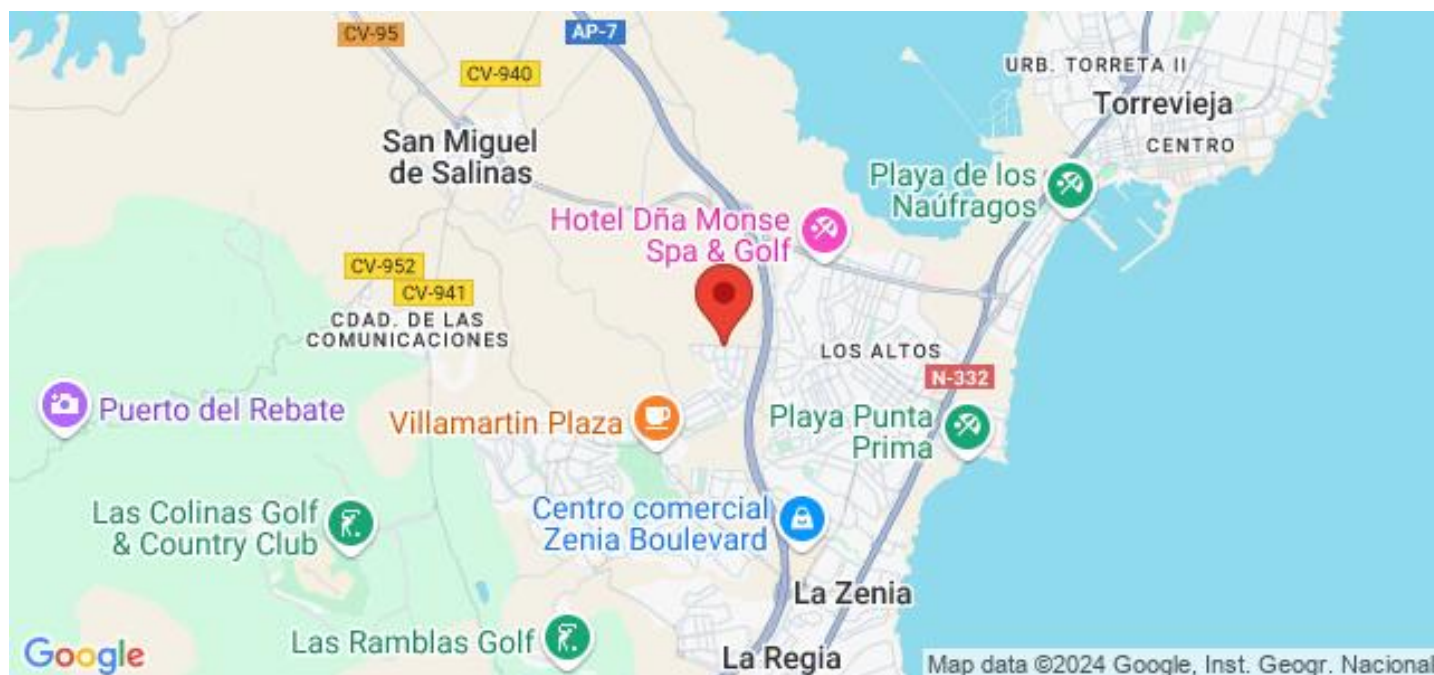 CV-95
AP-7
CV-940
URB. TORRETA II
Torrevieja
CENTRO
San Miguel
de Salinas
Playa de los
Naúfragos
Hotel Dña Monse
Spa & Golf
CV-952
CV-941
CDAD. DE LAS
COMUNICACIONES
LOS ALTOS
N-332
Puerto del Rebate
Villamartin Plaza
Playa Punta
Prima
Las Colinas Golf
& Country Club
Centro comercial
Zenia Boulevard
La Zenia
Las Ramblas Golf
La Regia
Google
Map data ©2024 Google, Inst. Geogr. Nacional